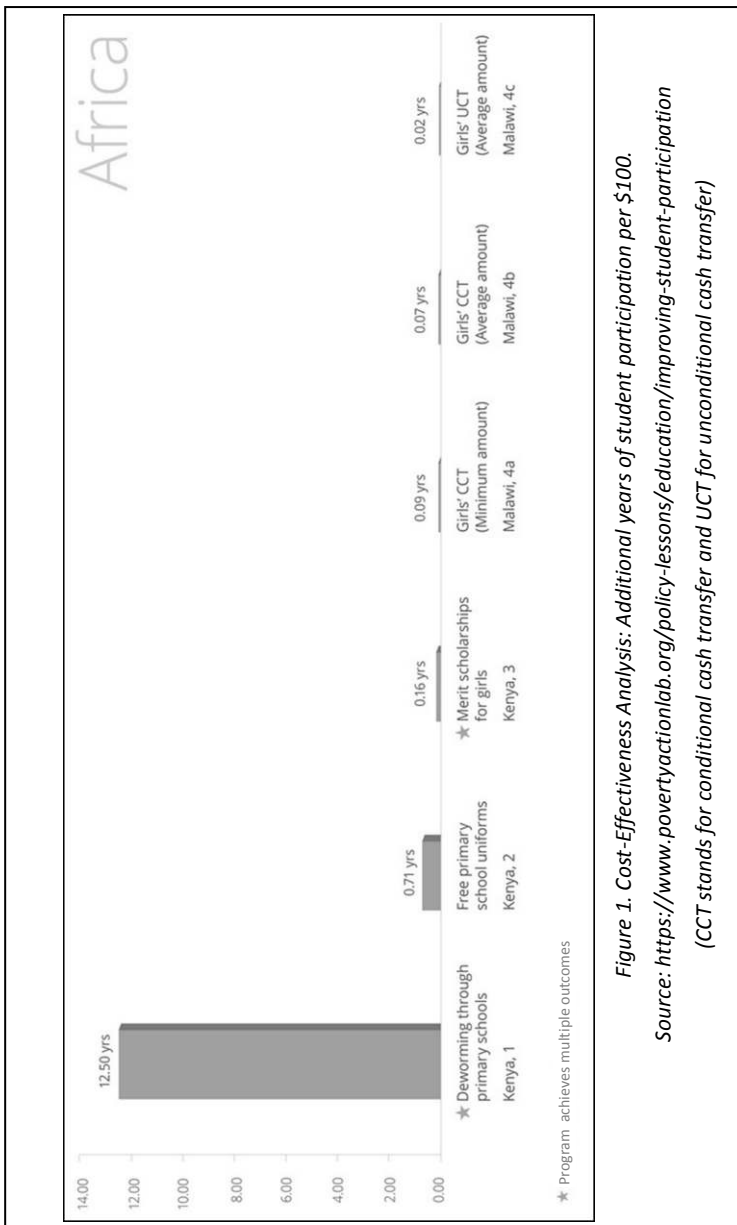 Africa
14.00
12.00
10.00
8.00
6.00
4.00
2.00
0.00
12.50 yrs
0.71 yrs
0.16 yrs
0.09 yrs
0.07 yrs
0.02 yrs
★ Deworming through
primary schools
Kenya, 1
Free primary
school uniforms
Kenya, 2
★ Merit scholarships
for girls
Kenya, 3
Girls' CCT
(Minimum amount)
Malawi, 4a
Girls' CCT
(Average amount)
Malawi, 4b
Girls' UCT
(Average amount)
Malawi, 4c
★ Program achieves multiple outcomes
Figure 1. Cost-Effectiveness Analysis: Additional years of student participation per $100.
Source: https://www.povertyactionlab.org/policy-lessons/education/improving-student-participation
(CCT stands for conditional cash transfer and UCT for unconditional cash transfer)